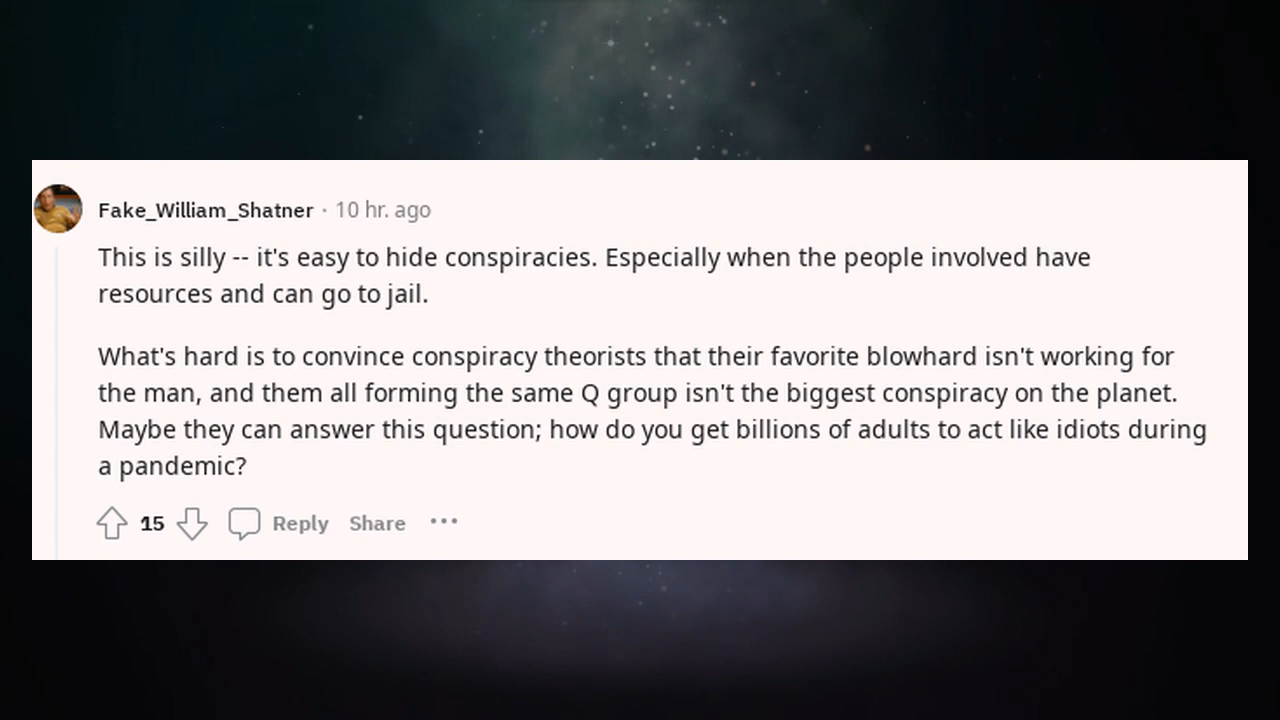 Fake_William_Shatner · 10 hr. ago
This is silly -- it's easy to hide conspiracies. Especially when the people involved have
resources and can go to jail.
What's hard is to convince conspiracy theorists that their favorite blowhard isn't working for
the man, and them all forming the same Q group isn't the biggest conspiracy on the planet.
Maybe they can answer this question; how do you get billions of adults to act like idiots during
a pandemic?
15 Reply Share •••